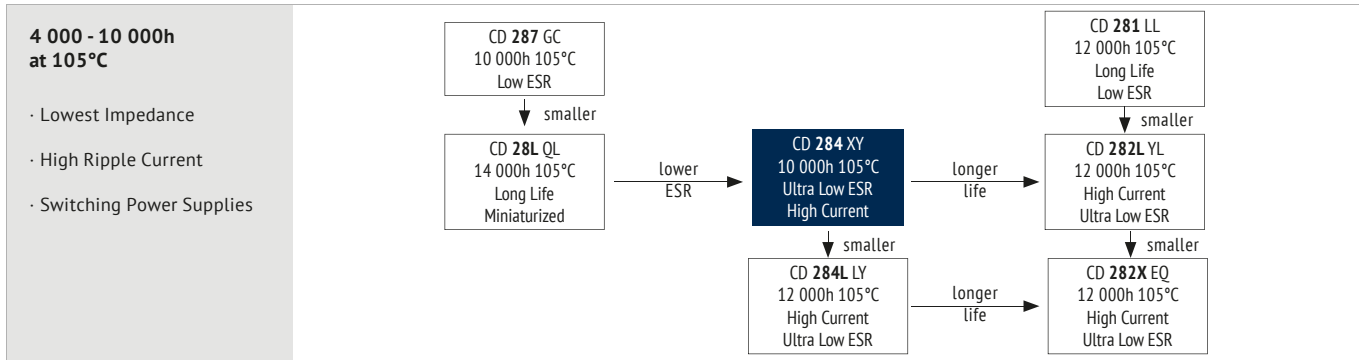 4 000 - 10 000h
at 105°C
· Lowest Impedance
· High Ripple Current
· Switching Power Supplies
CD 287 GC
10 000h 105°C
Low ESR
smaller
CD 28L QL
14 000h 105°C
Long Life
Miniaturized
lower
ESR
CD 284 XY
10 000h 105°C
Ultra Low ESR
High Current
smaller
CD 284L LY
12 000h 105°C
High Current
Ultra Low ESR
longer
life
longer
life
CD 281 LL
12 000h 105°C
Long Life
Low ESR
smaller
CD 282L YL
12 000h 105°C
High Current
Ultra Low ESR
smaller
CD 282X EQ
12 000h 105°C
High Current
Ultra Low ESR